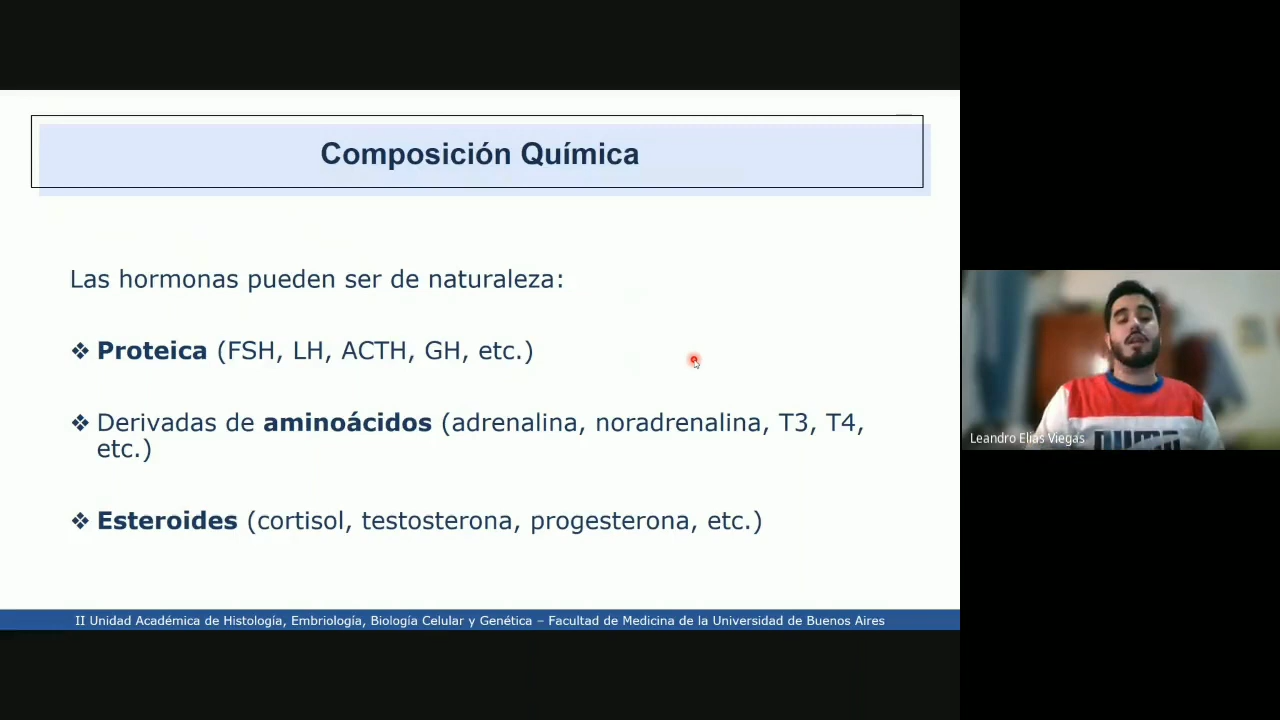 Composición Química
Las hormonas pueden ser de naturaleza:
❖ Proteica (FSH, LH, ACTH, GH, etc.)
❖ Derivadas de aminoácidos (adrenalina, noradrenalina, T3, T4,
etc.)
❖ Esteroides (cortisol, testosterona, progesterona, etc.)
II Unidad Académica de Histología, Embriología, Biología Celular y Genética – Facultad de Medicina de la Universidad de Buenos Aires
Leandro Elias Viegas